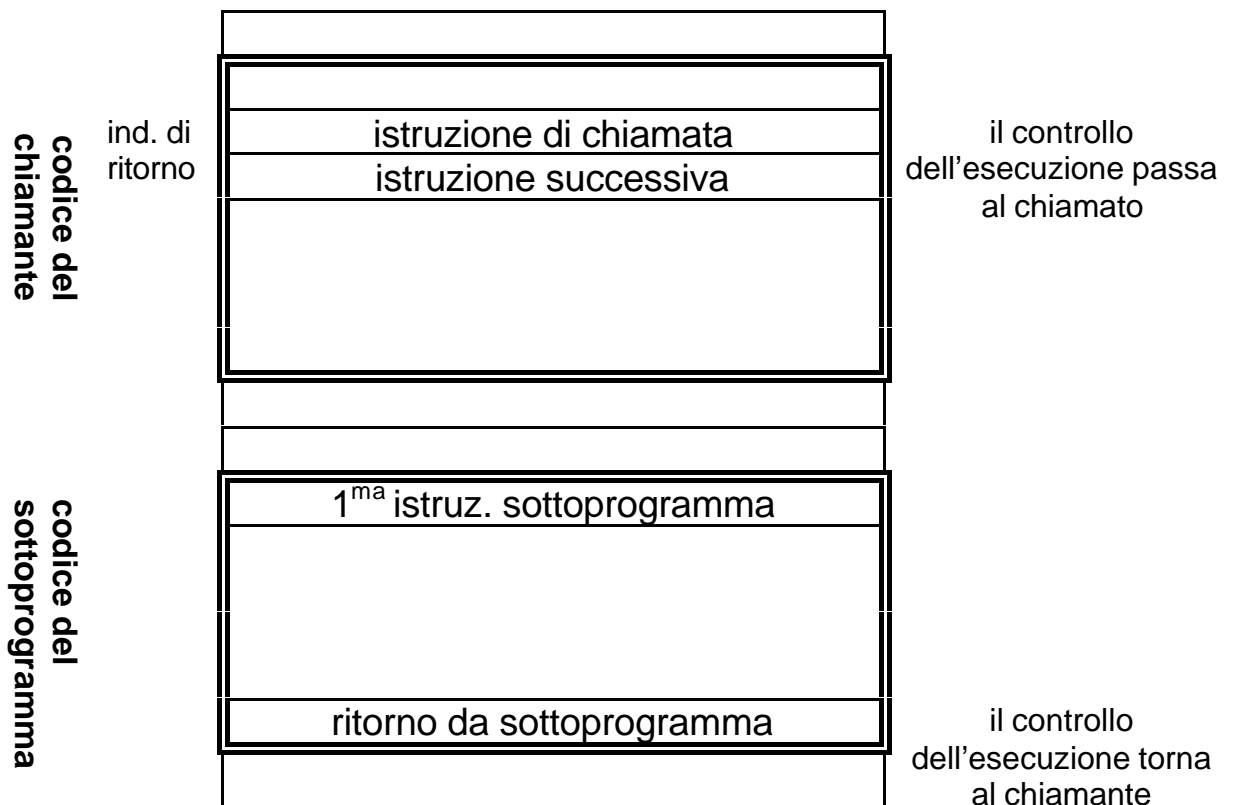 codice del
chiamante
ind. di
ritorno
istruzione di chiamata
istruzione successiva
il controllo
dell’esecuzione passa
al chiamato
codice del
sottoprogramma
1ma istruz. sottoprogramma
ritorno da sottoprogramma
il controllo
dell’esecuzione torna
al chiamante